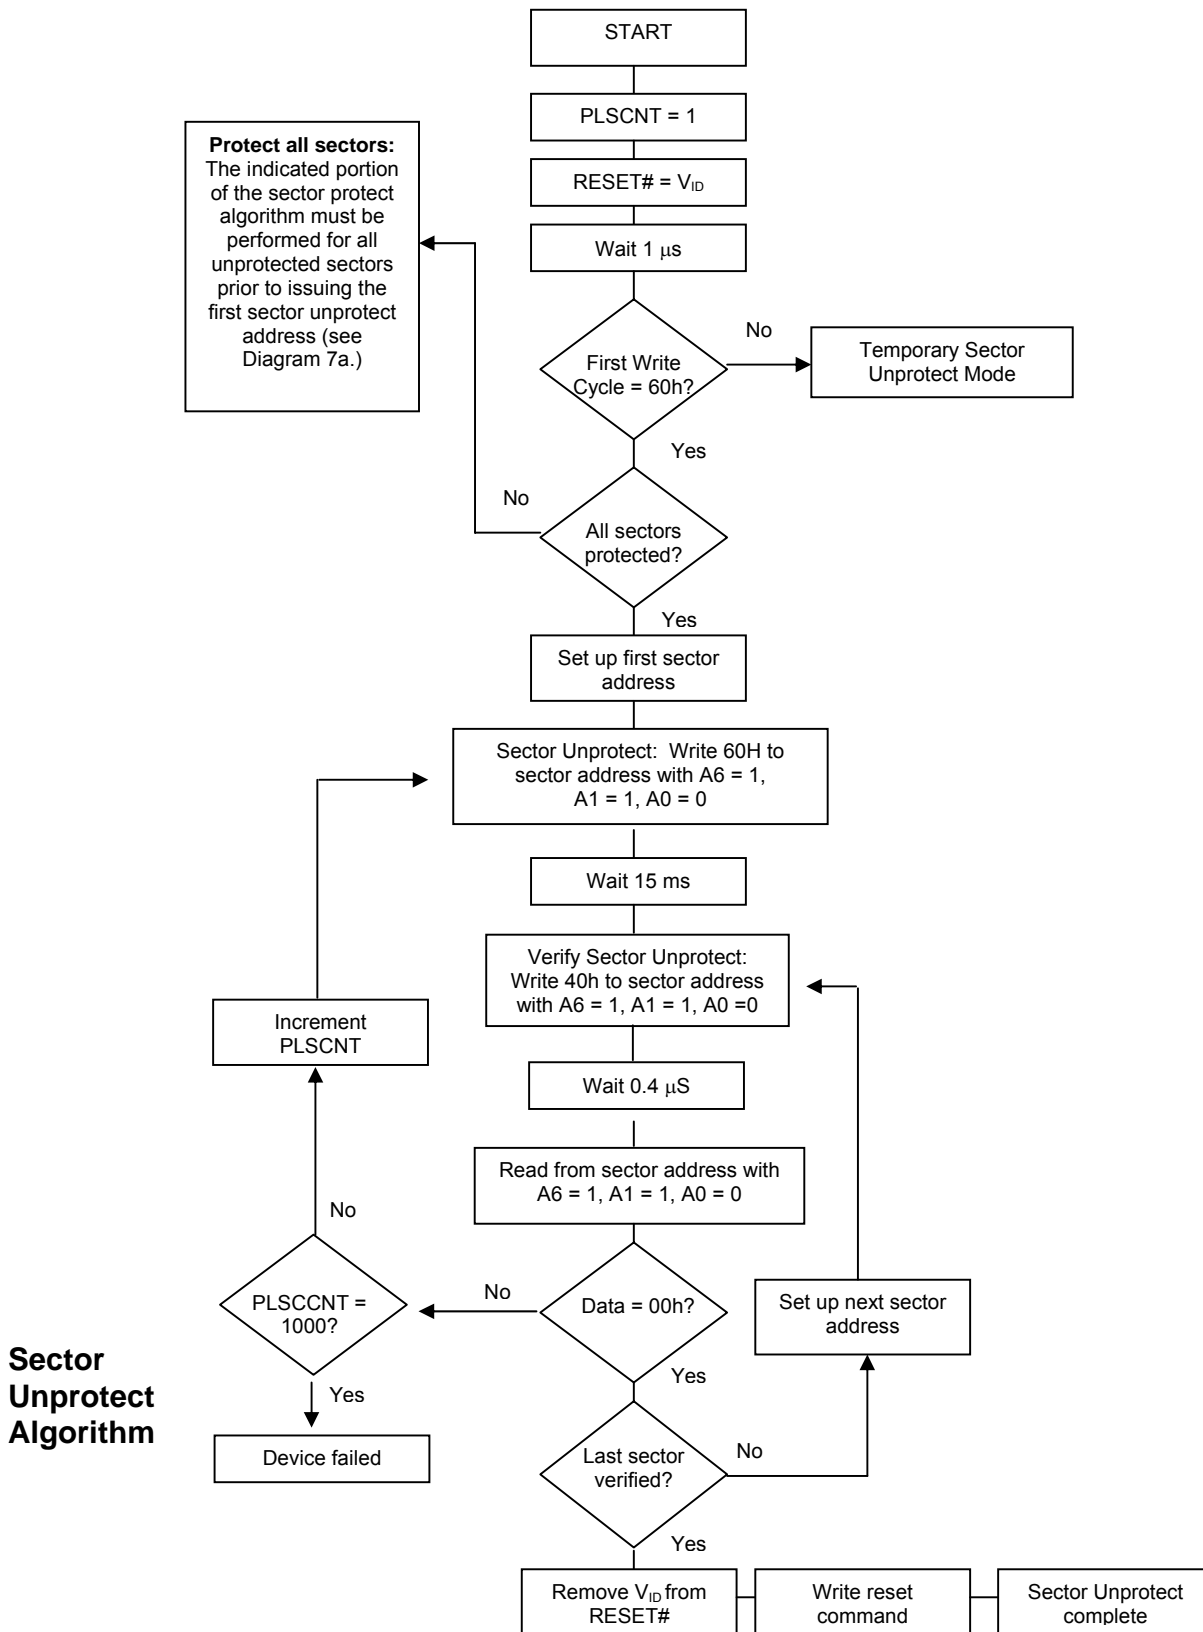 START
PLSCNT = 1
Protect all sectors:
The indicated portion
of the sector protect
algorithm must be
performed for all
unprotected sectors
prior to issuing the
first sector unprotect
address (see
Diagram 7a.)
RESET# = VID
Wait 1 μs
First Write
Cycle = 60h?
No
Temporary Sector
Unprotect Mode
Yes
No
All sectors
protected?
Yes
Set up first sector
address
Sector Unprotect:  Write 60H to
sector address with A6 = 1,
A1 = 1, A0 = 0
Wait 15 ms
Verify Sector Unprotect:
Write 40h to sector address
with A6 = 1, A1 = 1, A0 =0
Increment
PLSCNT
Wait 0.4 μS
Read from sector address with
A6 = 1, A1 = 1, A0 = 0
No
PLSCCNT =
1000?
No
Data = 00h?
Set up next sector
address
Yes
Yes
Sector
Unprotect
Algorithm
Device failed
Last sector
verified?
No
Yes
Remove VID from
RESET#
Write reset
command
Sector Unprotect
complete